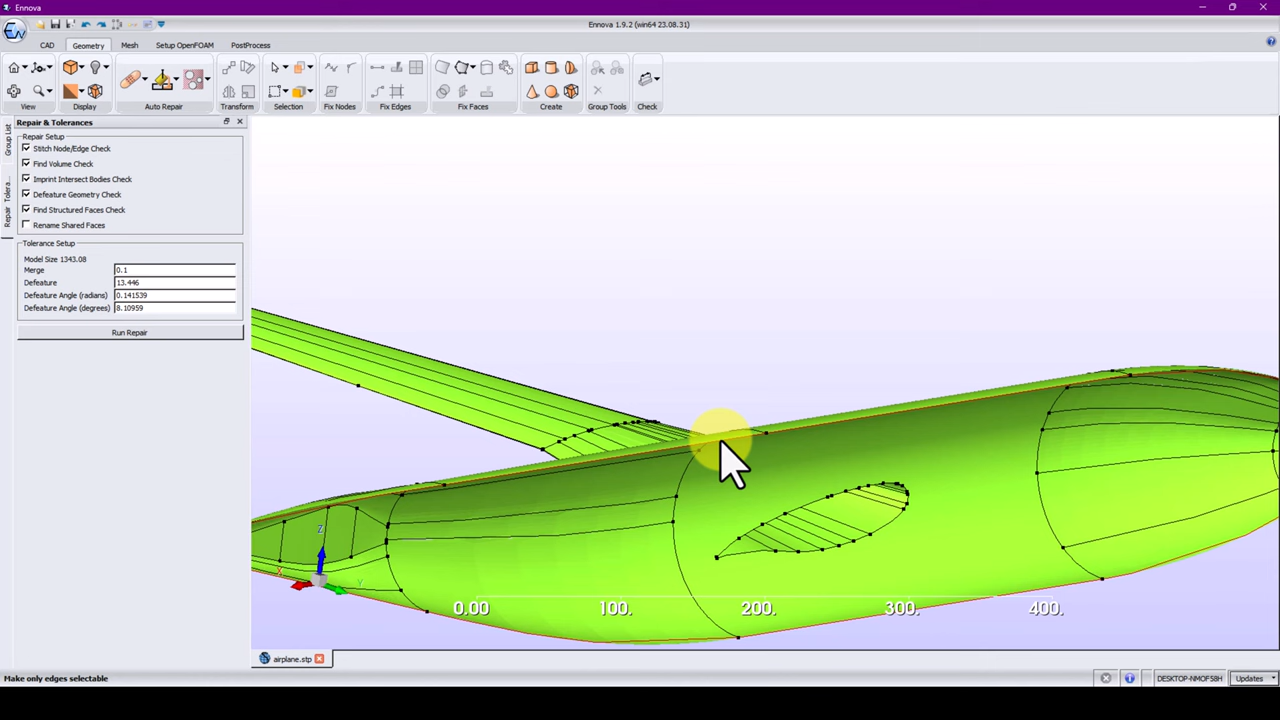 Ennova
Ennova 1.9.2 (win64 23.08.31)
CAD Geometry Mesh Setup OpenFOAM PostProcess
View Display Auto Repair Transform Selection Fix Nodes Fix Edges Fix Faces Create Group Tools Check
Repair & Tolerances
Group List
Repair Tolera...
Repair Setup
Stitch Node/Edge Check
Find Volume Check
Imprint Intersect Bodies Check
Defeature Geometry Check
Find Structured Faces Check
Rename Shared Faces
Tolerance Setup
Model Size 1343.08
Merge 0.1
Defeature 13.446
Defeature Angle (radians) 0.141539
Defeature Angle (degrees) 8.10959
Run Repair
Z
X Y
0.00 100. 200. 300. 400.
airplane.stp
Make only edges selectable
DESKTOP-NMOF58H Updates